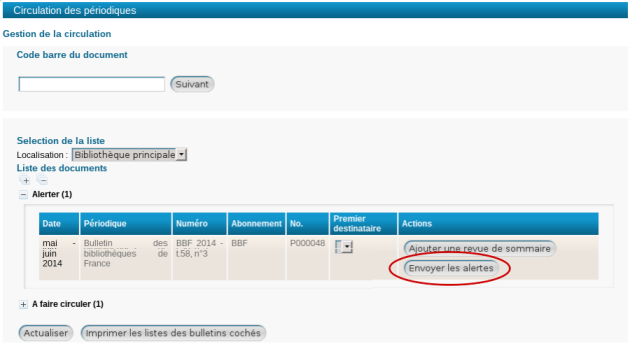 Circulation des périodiques
Gestion de la circulation
Code barre du document
Suivant
Selection de la liste
Localisation : Bibliothèque principale
Liste des documents
Alerter (1)
Date Périodique Numéro Abonnement No. Premier destinataire Actions
mai - Bulletin des BBF 2014 - BBF P000048 Ajouter une revue de sommaire
juin bibliothèques de t.58, n°3
2014 France Envoyer les alertes
A faire circuler (1)
Actualiser Imprimer les listes des bulletins cochés